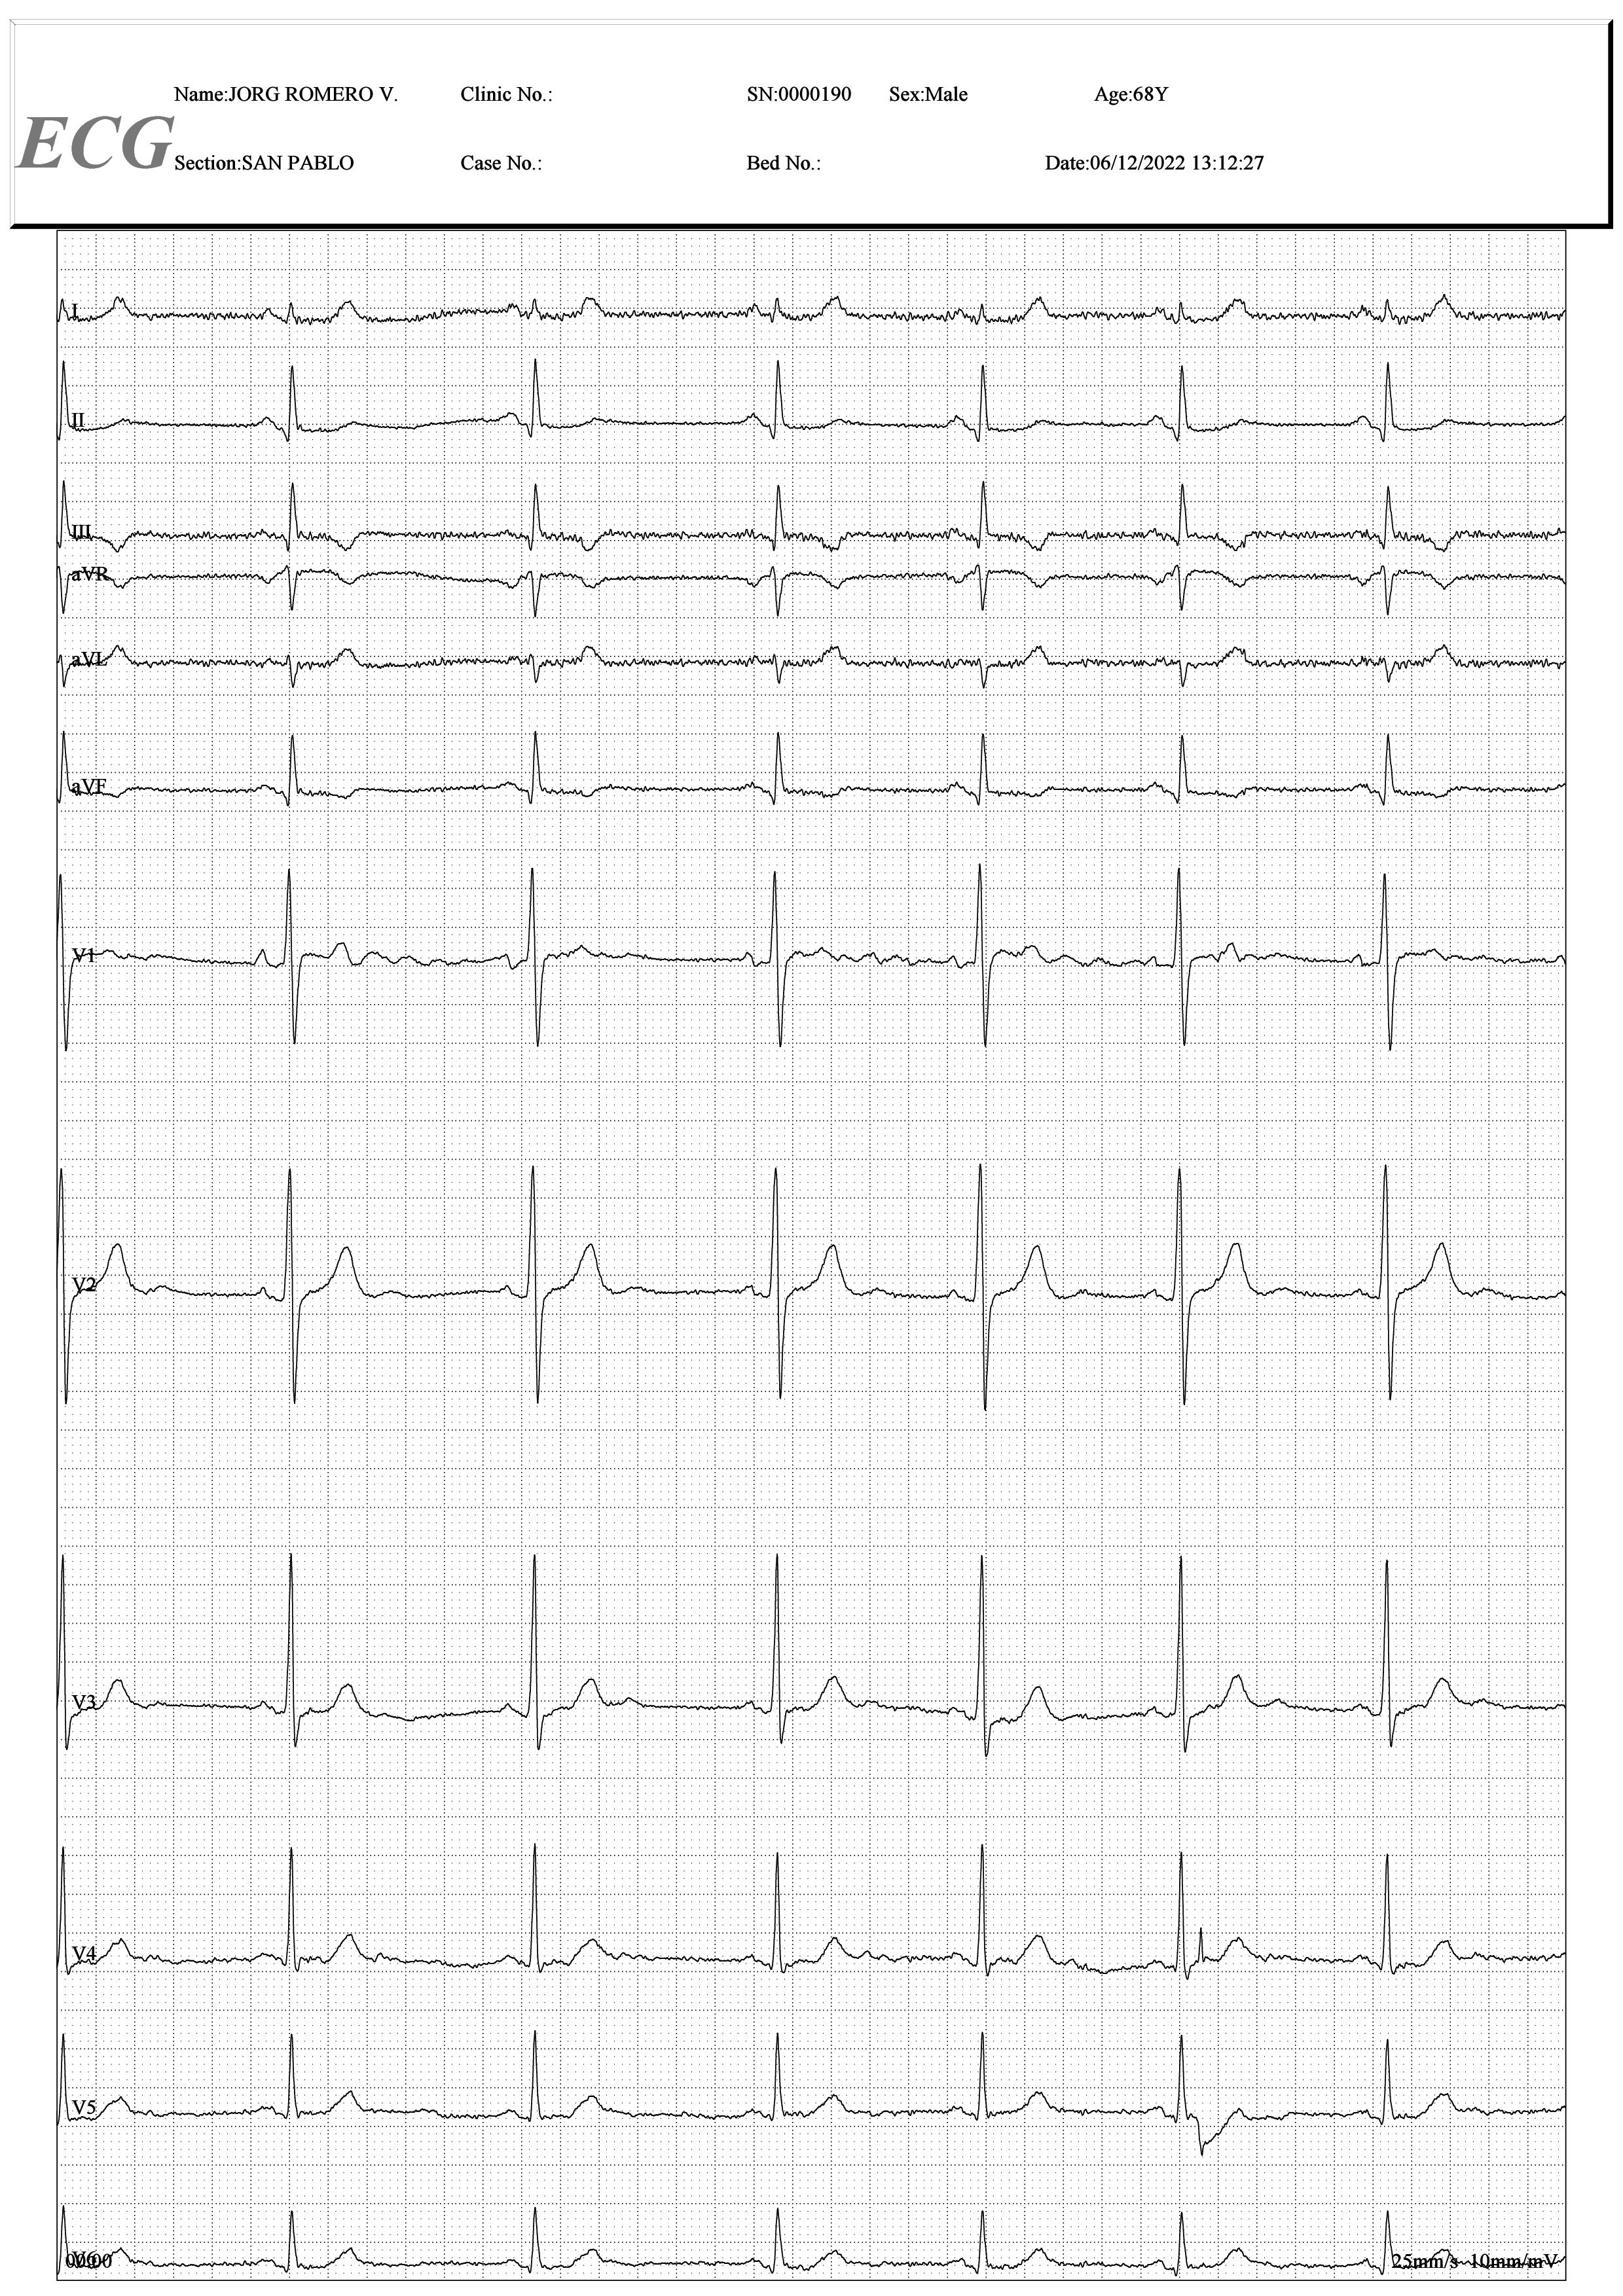 Name:JORG ROMERO V. Clinic No.: SN:0000190 Sex:Male Age:68Y
ECG
Section:SAN PABLO Case No.: Bed No.: Date:06/12/2022 13:12:27
I
II
III
aVR
aVL
aVF
V1
V2
V3
V4
V5
V6
00:00 25mm/s 10mm/mV